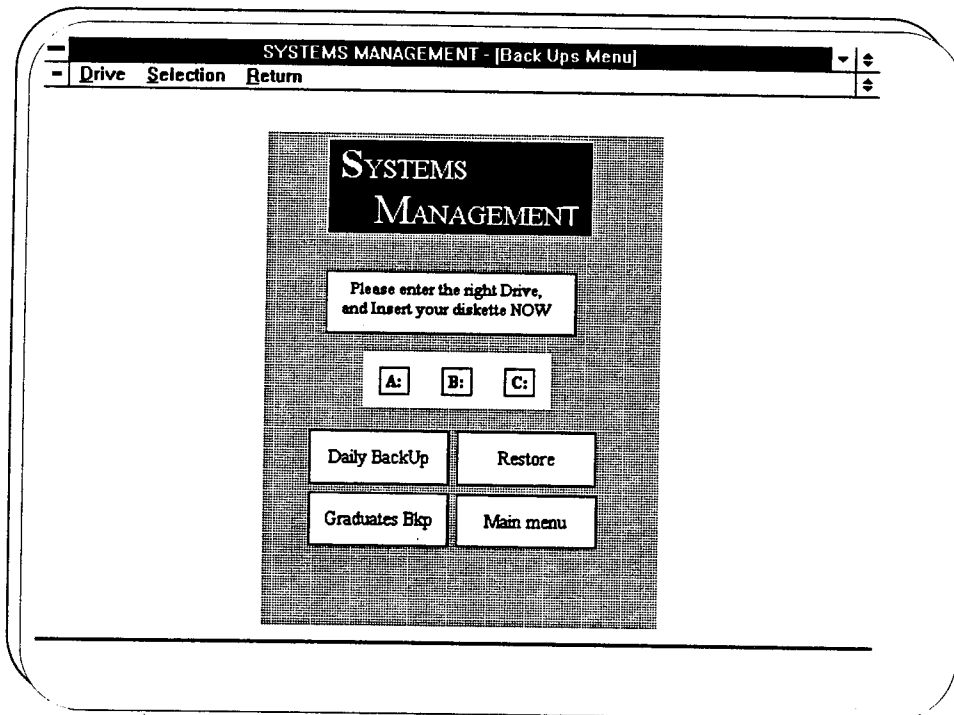 SYSTEMS MANAGEMENT - [Back Ups Menu]
Drive Selection Return
SYSTEMS
MANAGEMENT
Please enter the right Drive,
and Insert your diskette NOW
A: B: C:
Daily BackUp Restore
Graduates Bkp Main menu